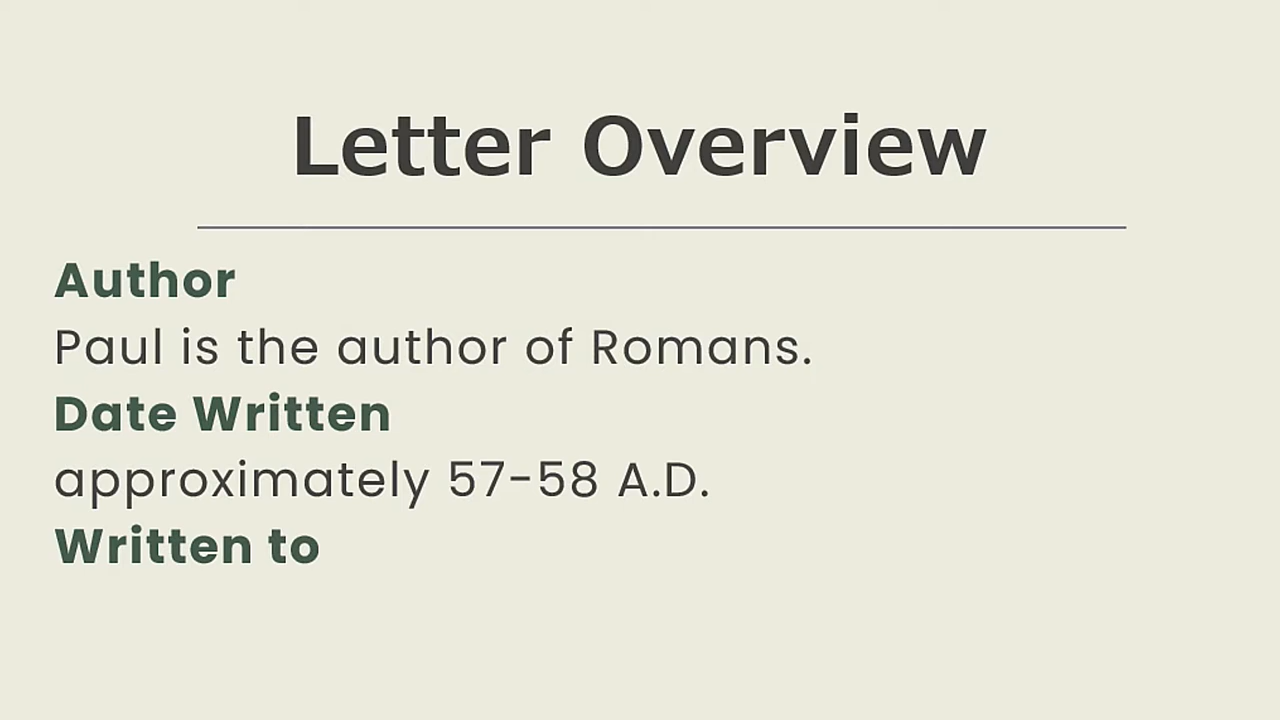 Letter Overview
Author
Paul is the author of Romans.
Date Written
approximately 57-58 A.D.
Written to